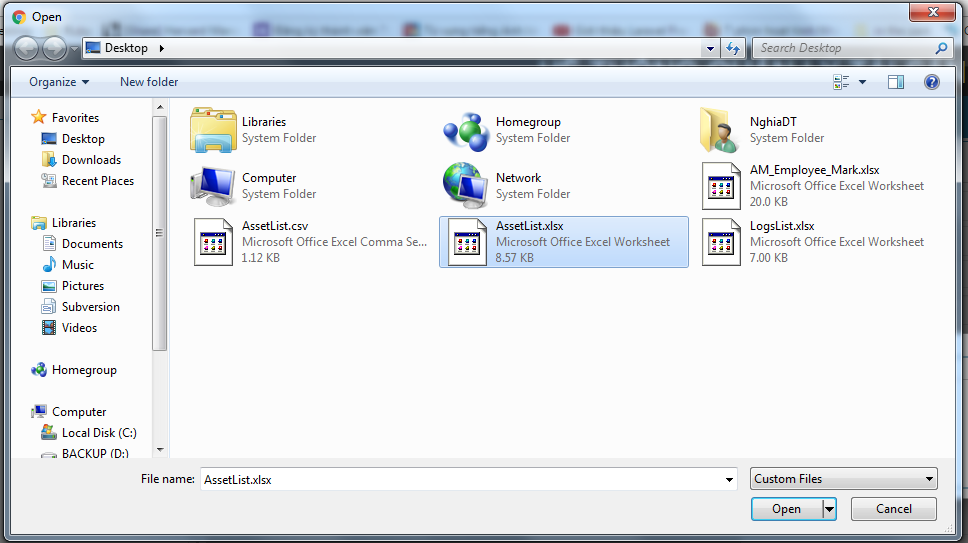 Open
Desktop
Search Desktop
Organize
New folder
Favorites
Desktop
Downloads
Recent Places
Libraries
Documents
Music
Pictures
Subversion
Videos
Homegroup
Computer
Local Disk (C:)
BACKUP (D:)
Libraries
System Folder
Homegroup
System Folder
NghiaDT
System Folder
Computer
System Folder
Network
System Folder
AM_Employee_Mark.xlsx
Microsoft Office Excel Worksheet
20.0 KB
AssetList.csv
Microsoft Office Excel Comma Se...
1.12 KB
AssetList.xlsx
Microsoft Office Excel Worksheet
8.57 KB
LogsList.xlsx
Microsoft Office Excel Worksheet
7.00 KB
File name: AssetList.xlsx
Custom Files
Open
Cancel